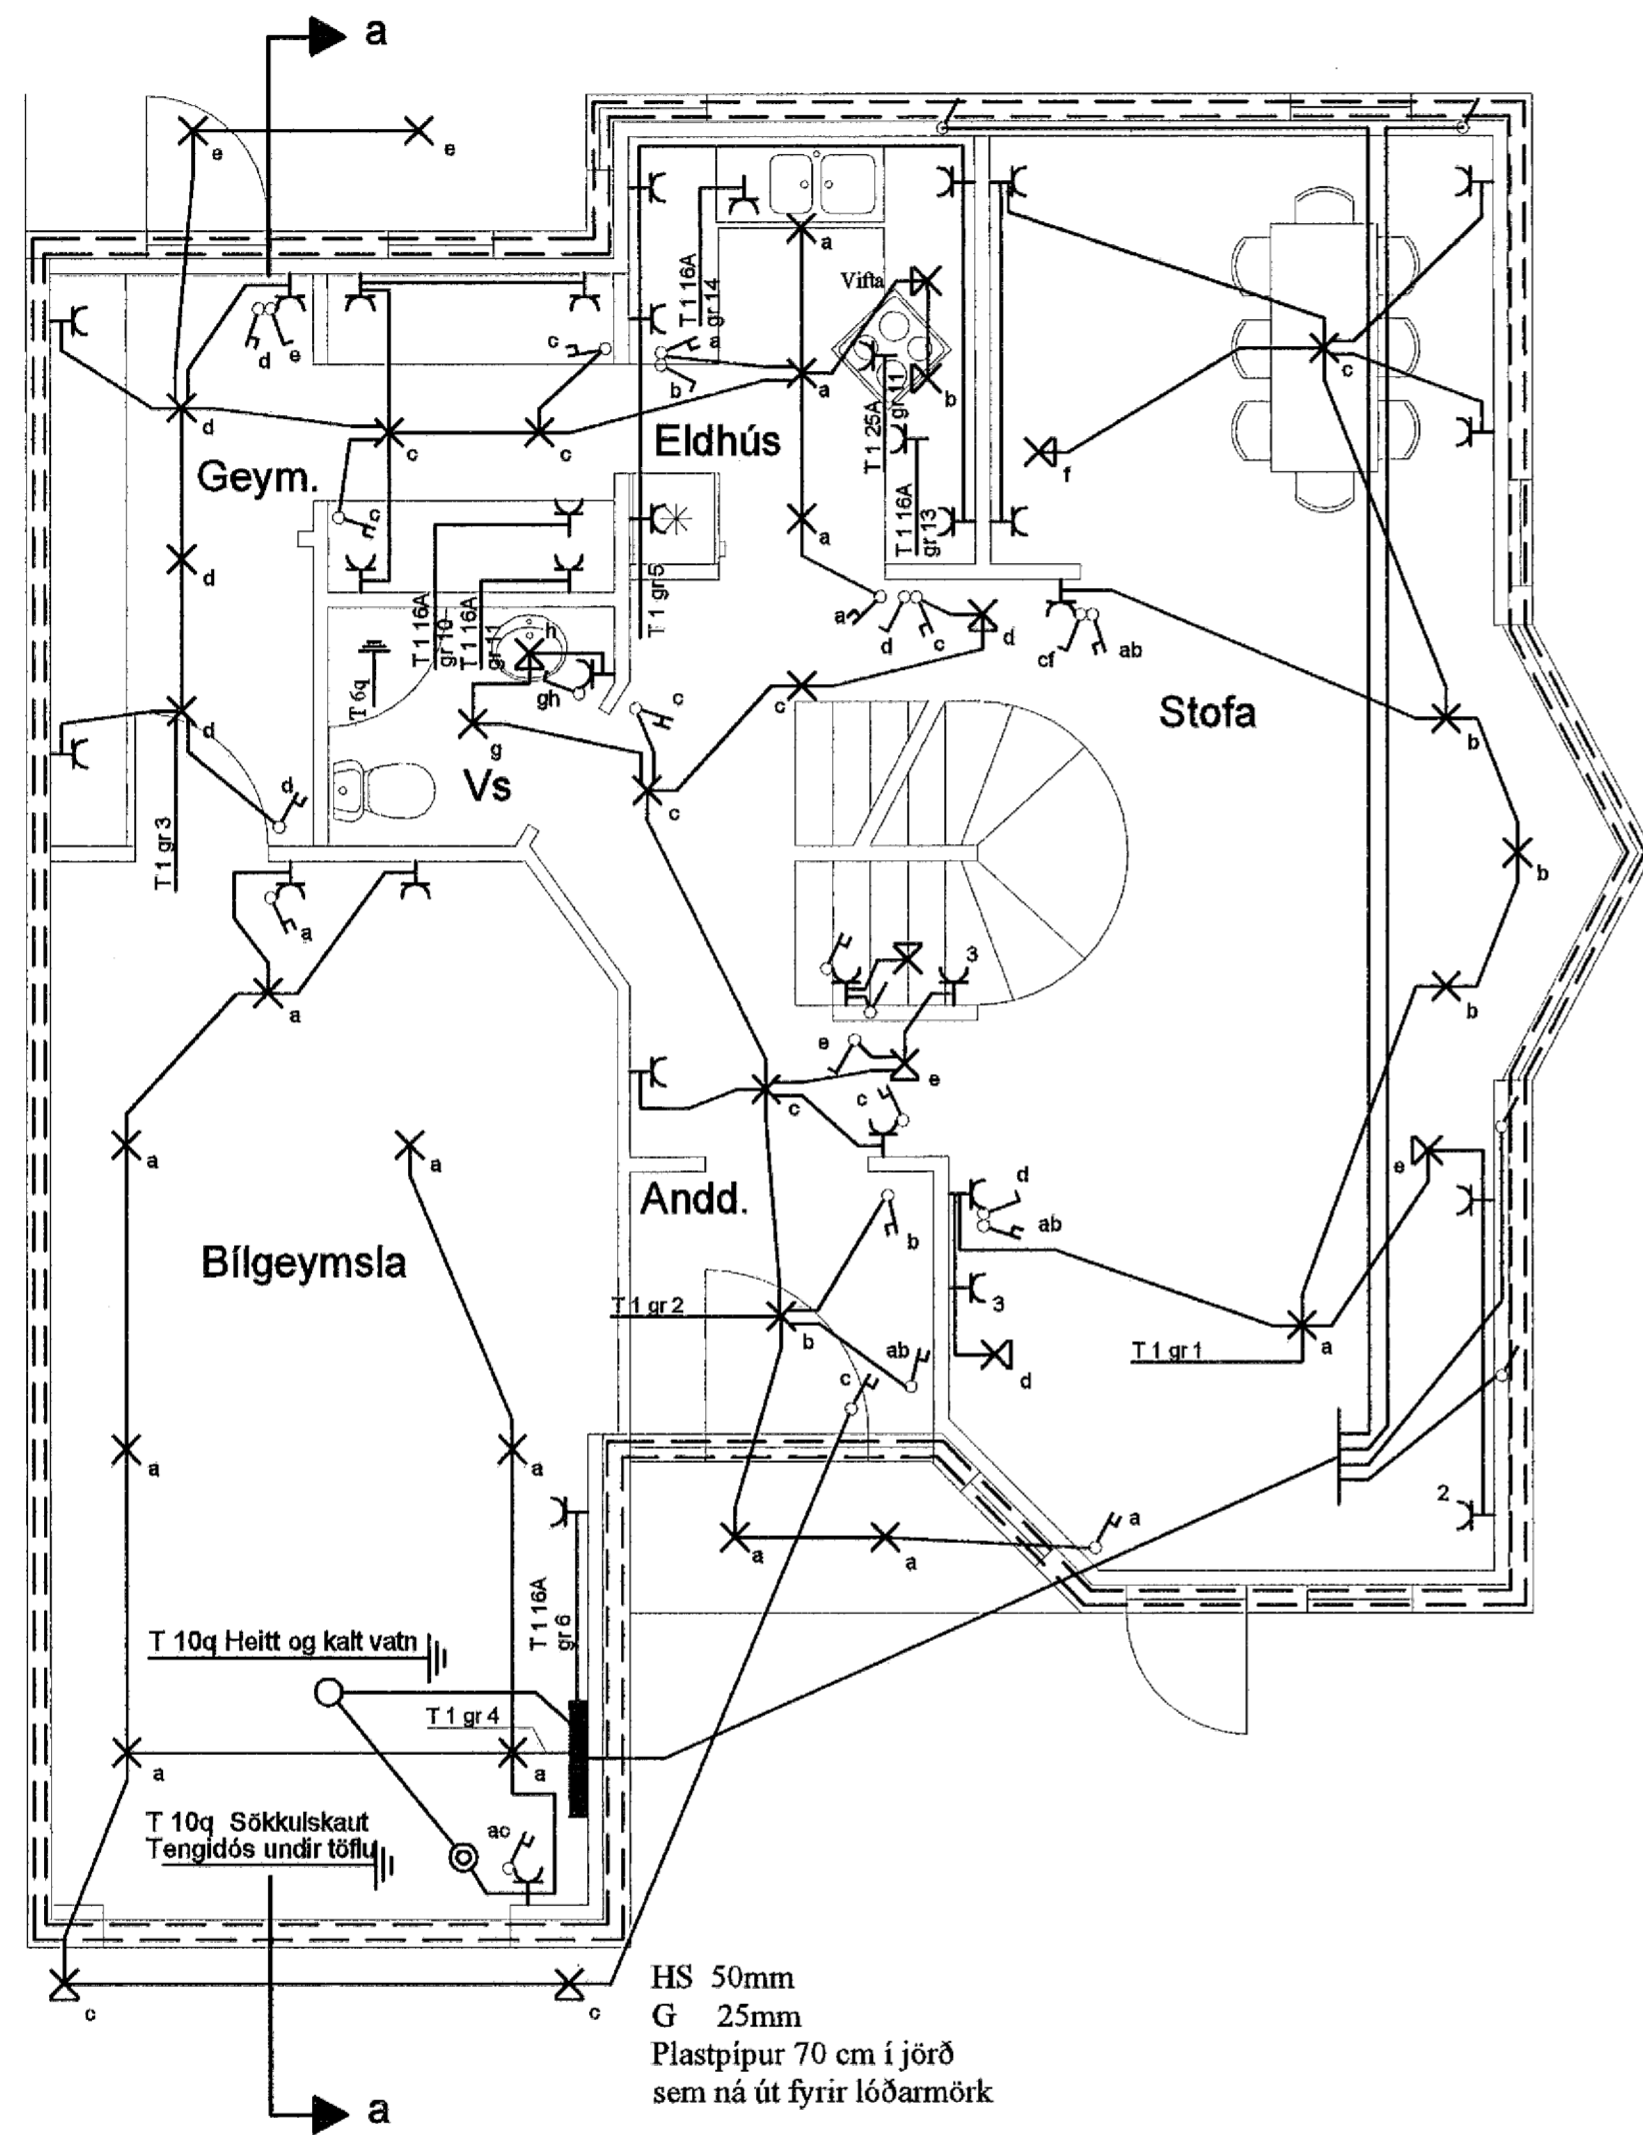 a
e
e
Vifta
a
T 1 16A
gr 14
d
e
c
a
b
a
b
c
d
c
c
Eldhús
T 1 25A
gr 11
f
Geym.
c
a
T 1 16A
gr 13
d
T 1 gr 5
T 1 16A
gr 10
T 1 16A
gr 11
h
a
d
c
d
cf
ab
T 6q
gh
c
c
Stofa
d
g
b
Vs
d
c
T 1 gr 3
b
a
3
a
b
e
e
c
c
a
a
e
Andd.
d
ab
b
Bílgeymsla
3
T 1 gr 2
b
ab
T 1 gr 1
a
c
d
a
a
2
a
a
a
T 1 16A
gr 6
T 10q Heitt og kalt vatn
T 1 gr 4
a
a
T 10q Sökkulskaut
Tengidós undir töflu
ac
c
c
HS 50mm
G 25mm
Plastpípur 70 cm í jörð
sem ná út fyrir lóðarmörk
a